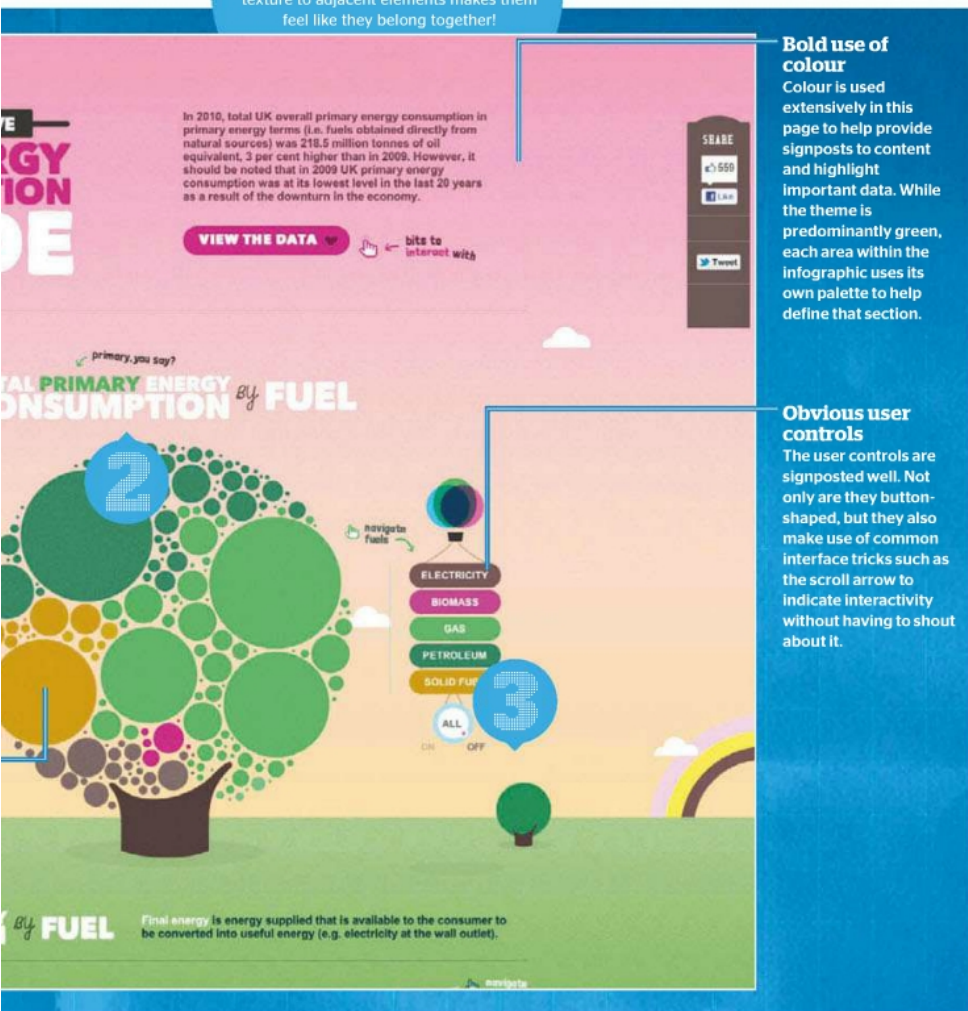 texture to adjacent elements makes them
feel like they belong together!
Bold use of
colour
Colour is used
extensively in this
page to help provide
signposts to content
and highlight
important data. While
the theme is
predominantly green,
each area within the
infographic uses its
own palette to help
define that section.
VE
RGY
ION
DE
In 2010, total UK overall primary energy consumption in
primary energy terms (i.e. fuels obtained directly from
natural sources) was 218.5 million tonnes of oil
equivalent, 3 per cent higher than in 2009. However, it
should be noted that in 2009 UK primary energy
consumption was at its lowest level in the last 20 years
as a result of the downturn in the economy.
VIEW THE DATA
bits to
interact with
SHARE
559
Like
Tweet
primary, you say?
TAL PRIMARY ENERGY
ONSUMPTION BY FUEL
2
Obvious user
controls
The user controls are
signposted well. Not
only are they button-
shaped, but they also
make use of common
interface tricks such as
the scroll arrow to
indicate interactivity
without having to shout
about it.
navigate
fuels
ELECTRICITY
BIOMASS
GAS
PETROLEUM
SOLID FUE
3
ALL
ON OFF
BY FUEL
Final energy is energy supplied that is available to the consumer to
be converted into useful energy (e.g. electricity at the wall outlet).
navigate